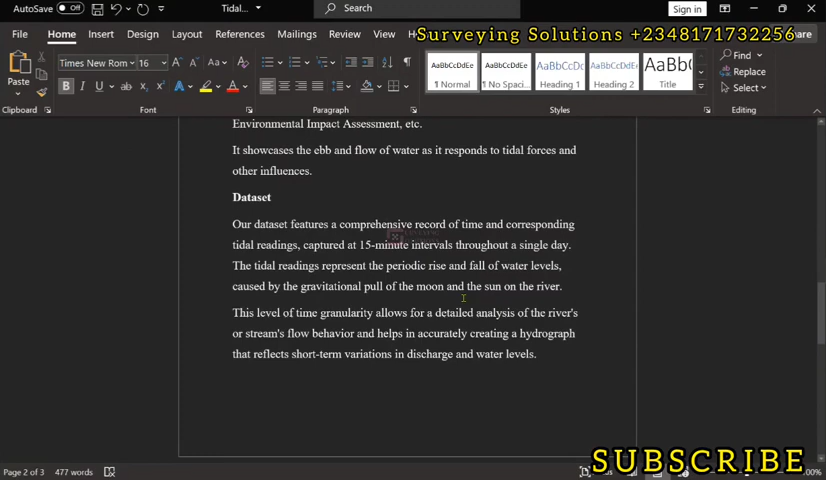 AutoSave Off Tidal... Search Sign in
Surveying Solutions +2348171732256
File Home Insert Design Layout References Mailings Review View
Paste Times New Rom 16 Aa Find
Replace
Select
AaBbCcDdEe AaBbCcDdEe AaBbCcDdEe AaBbCcDdEe AaBbCcD
¶ Normal ¶ No Spaci... Heading 1 Heading 2 Title
Clipboard Font Paragraph Styles Editing
Environmental Impact Assessment, etc.
It showcases the ebb and flow of water as it responds to tidal forces and
other influences.
Dataset
Our dataset features a comprehensive record of time and corresponding
tidal readings, captured at 15-minute intervals throughout a single day.
The tidal readings represent the periodic rise and fall of water levels,
caused by the gravitational pull of the moon and the sun on the river.
This level of time granularity allows for a detailed analysis of the river's
or stream's flow behavior and helps in accurately creating a hydrograph
that reflects short-term variations in discharge and water levels.
SUBSCRIBE
Page 2 of 3 477 words